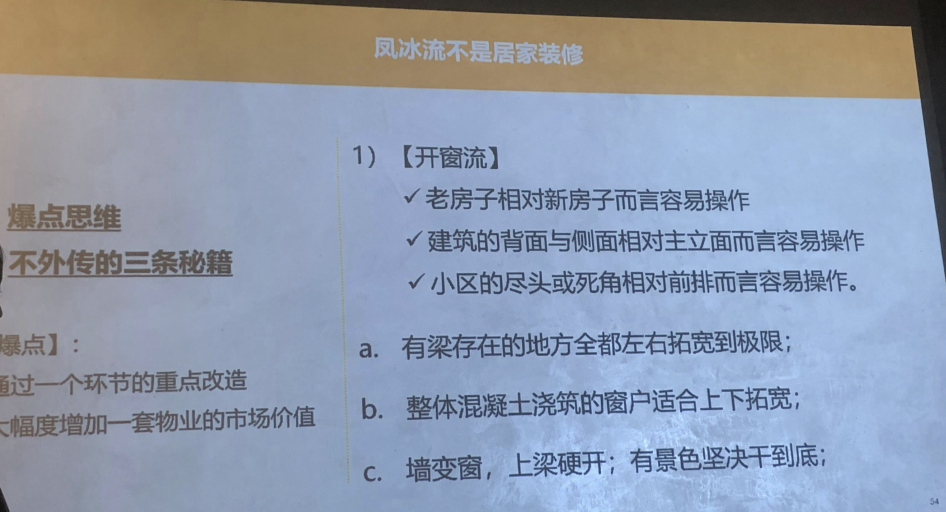 凤冰流不是居家装修
爆点思维
不外传的三条秘籍
爆点】:
通过一个环节的重点改造
大幅度增加一套物业的市场价值
1）【开窗流】
✓ 老房子相对新房子而言容易操作
✓ 建筑的背面与侧面相对主立面而言容易操作
✓ 小区的尽头或死角相对前排而言容易操作。
a. 有梁存在的地方全都左右拓宽到极限；
b. 整体混凝土浇筑的窗户适合上下拓宽；
c. 墙变窗，上梁硬开；有景色坚决干到底；
54